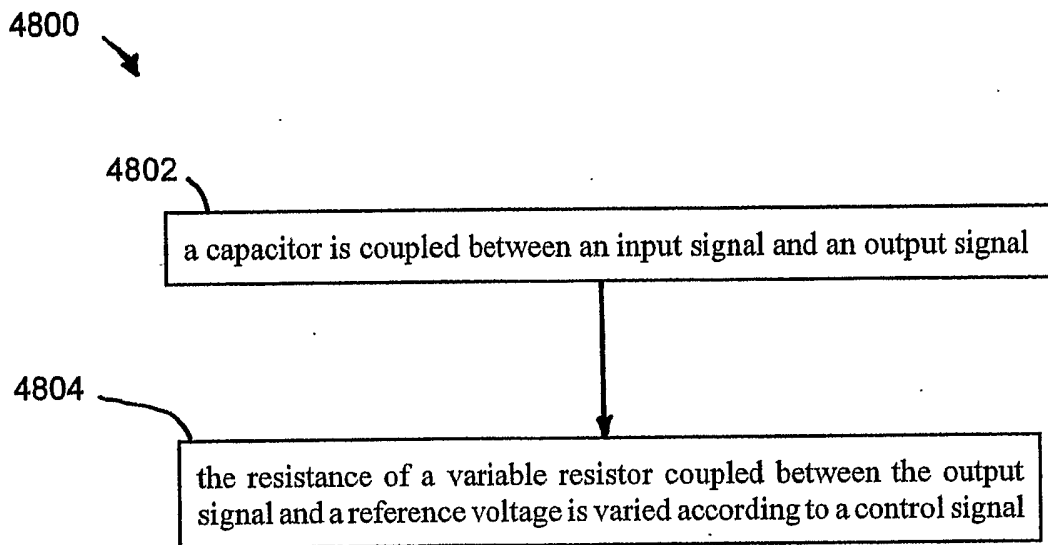 4800
4802
a capacitor is coupled between an input signal and an output signal
4804
the resistance of a variable resistor coupled between the output
signal and a reference voltage is varied according to a control signal